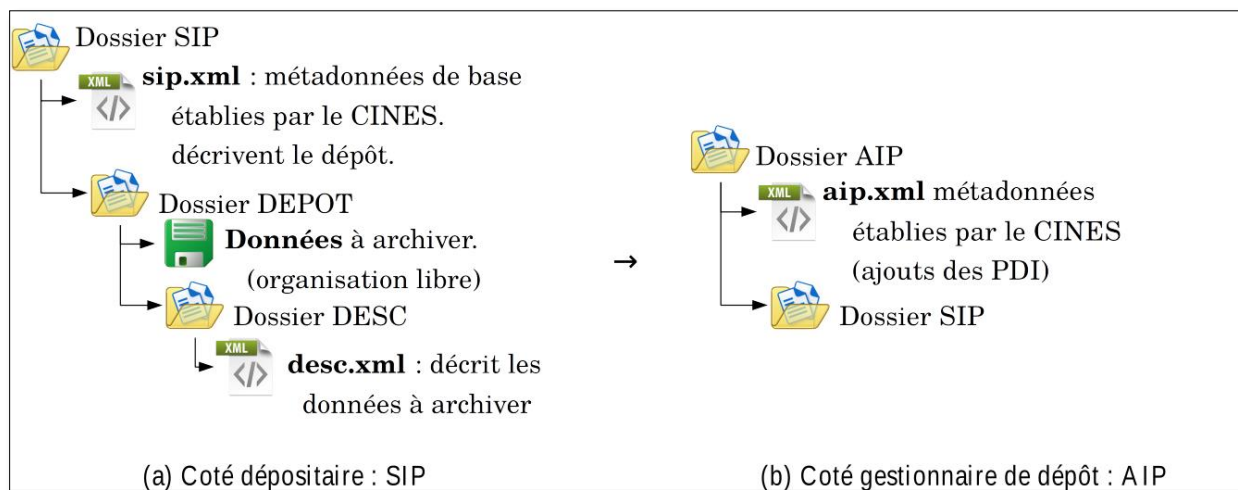 Dossier SIP
XML
sip.xml : métadonnées de base
établies par le CINES.
décrivent le dépôt.
Dossier DEPOT
Données à archiver.
(organisation libre)
Dossier DESC
XML
desc.xml : décrit les
données à archiver
(a) Coté dépositaire : SIP
→
Dossier AIP
XML
aip.xml métadonnées
établies par le CINES
(ajouts des PDI)
Dossier SIP
(b) Coté gestionnaire de dépôt : AIP